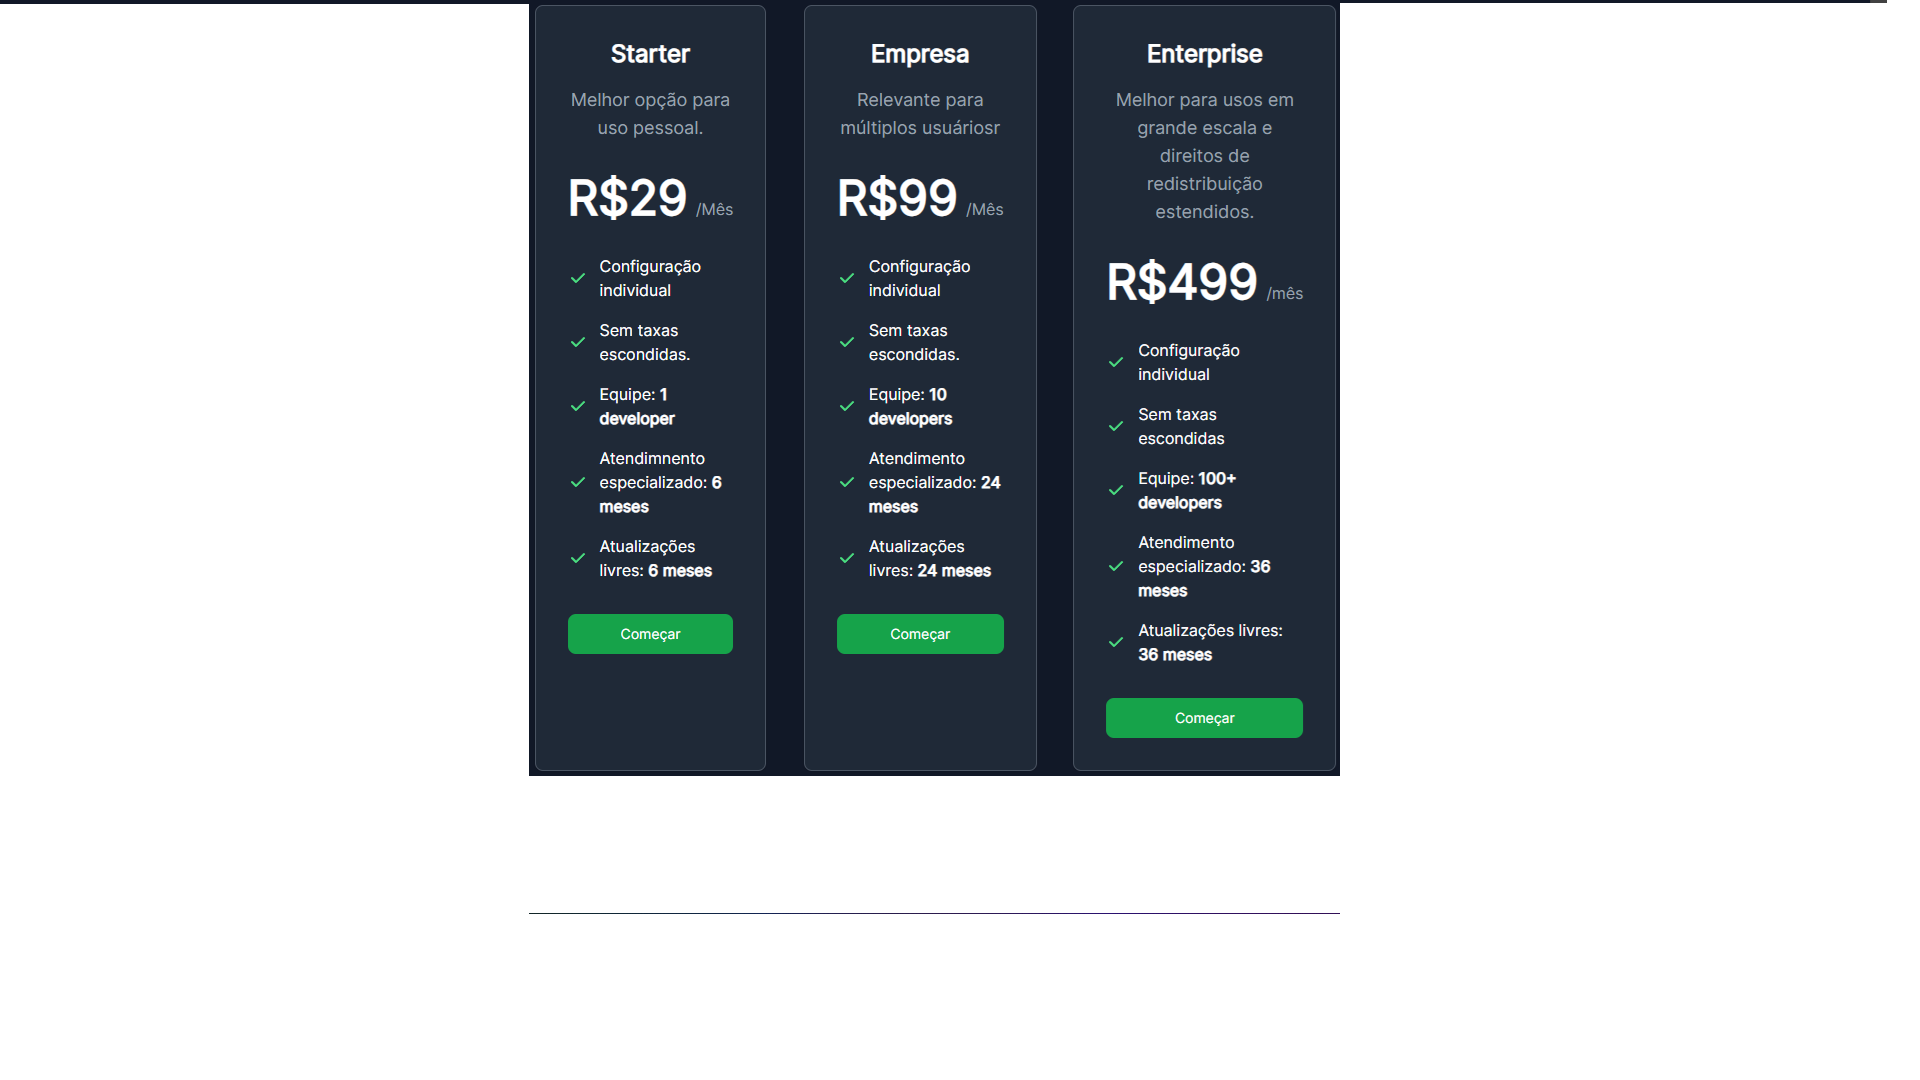 Starter
Melhor opção para
uso pessoal.
R$29 /Mês
Configuração
individual
Sem taxas
escondidas.
Equipe: 1
developer
Atendimnento
especializado: 6
meses
Atualizações
livres: 6 meses
Começar
Empresa
Relevante para
múltiplos usuáriosr
R$99 /Mês
Configuração
individual
Sem taxas
escondidas.
Equipe: 10
developers
Atendimento
especializado: 24
meses
Atualizações
livres: 24 meses
Começar
Enterprise
Melhor para usos em
grande escala e
direitos de
redistribuição
estendidos.
R$499 /mês
Configuração
individual
Sem taxas
escondidas
Equipe: 100+
developers
Atendimento
especializado: 36
meses
Atualizações livres:
36 meses
Começar